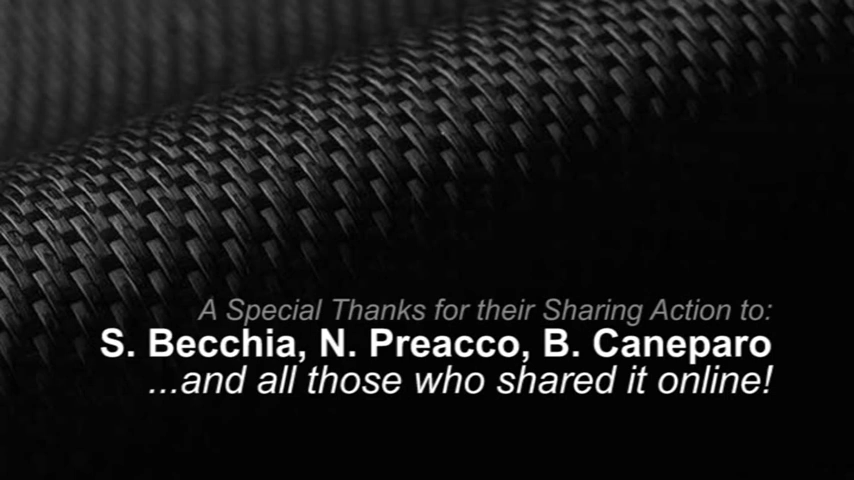 A Special Thanks for their Sharing Action to:
S. Becchia, N. Preacco, B. Caneparo
...and all those who shared it online!